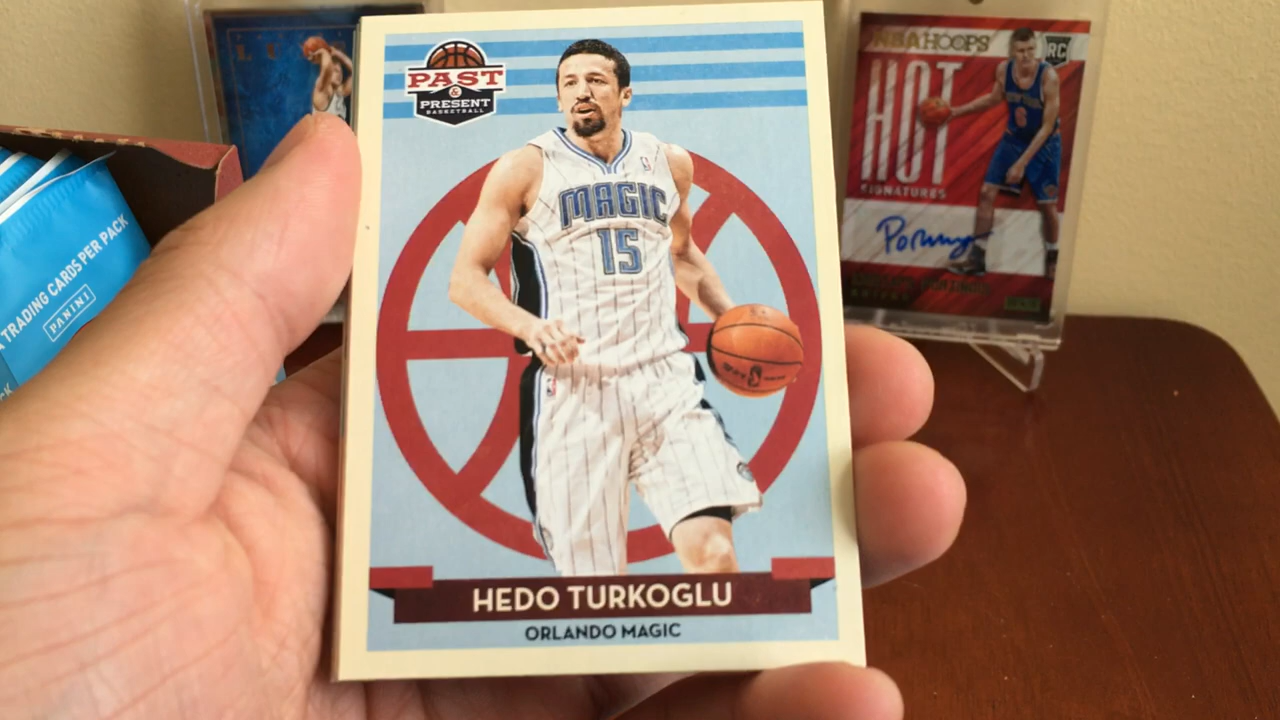 PAST
&
PRESENT
BASKETBALL
MAGIC
15
HEDO TURKOGLU
ORLANDO MAGIC
TRADING CARDS PER PACK
PANINI
NBA HOOPS
RC
HOT
SIGNATURES
6